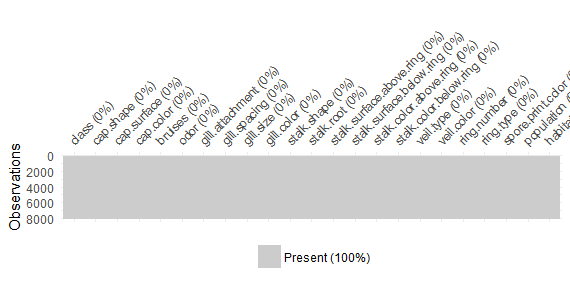 class (0%)
cap.shape (0%)
cap.surface (0%)
cap.color (0%)
bruises (0%)
odor (0%)
gill.attachment (0%)
gill.spacing (0%)
gill.size (0%)
gill.color (0%)
stalk.shape (0%)
stalk.root (0%)
stalk.surface.above.ring (0%)
stalk.surface.below.ring (0%)
stalk.color.above.ring (0%)
stalk.color.below.ring (0%)
veil.type (0%)
veil.color (0%)
ring.number (0%)
ring.type (0%)
spore.print.color (0
population (0
habita
Observations
0
2000
4000
6000
8000
Present (100%)